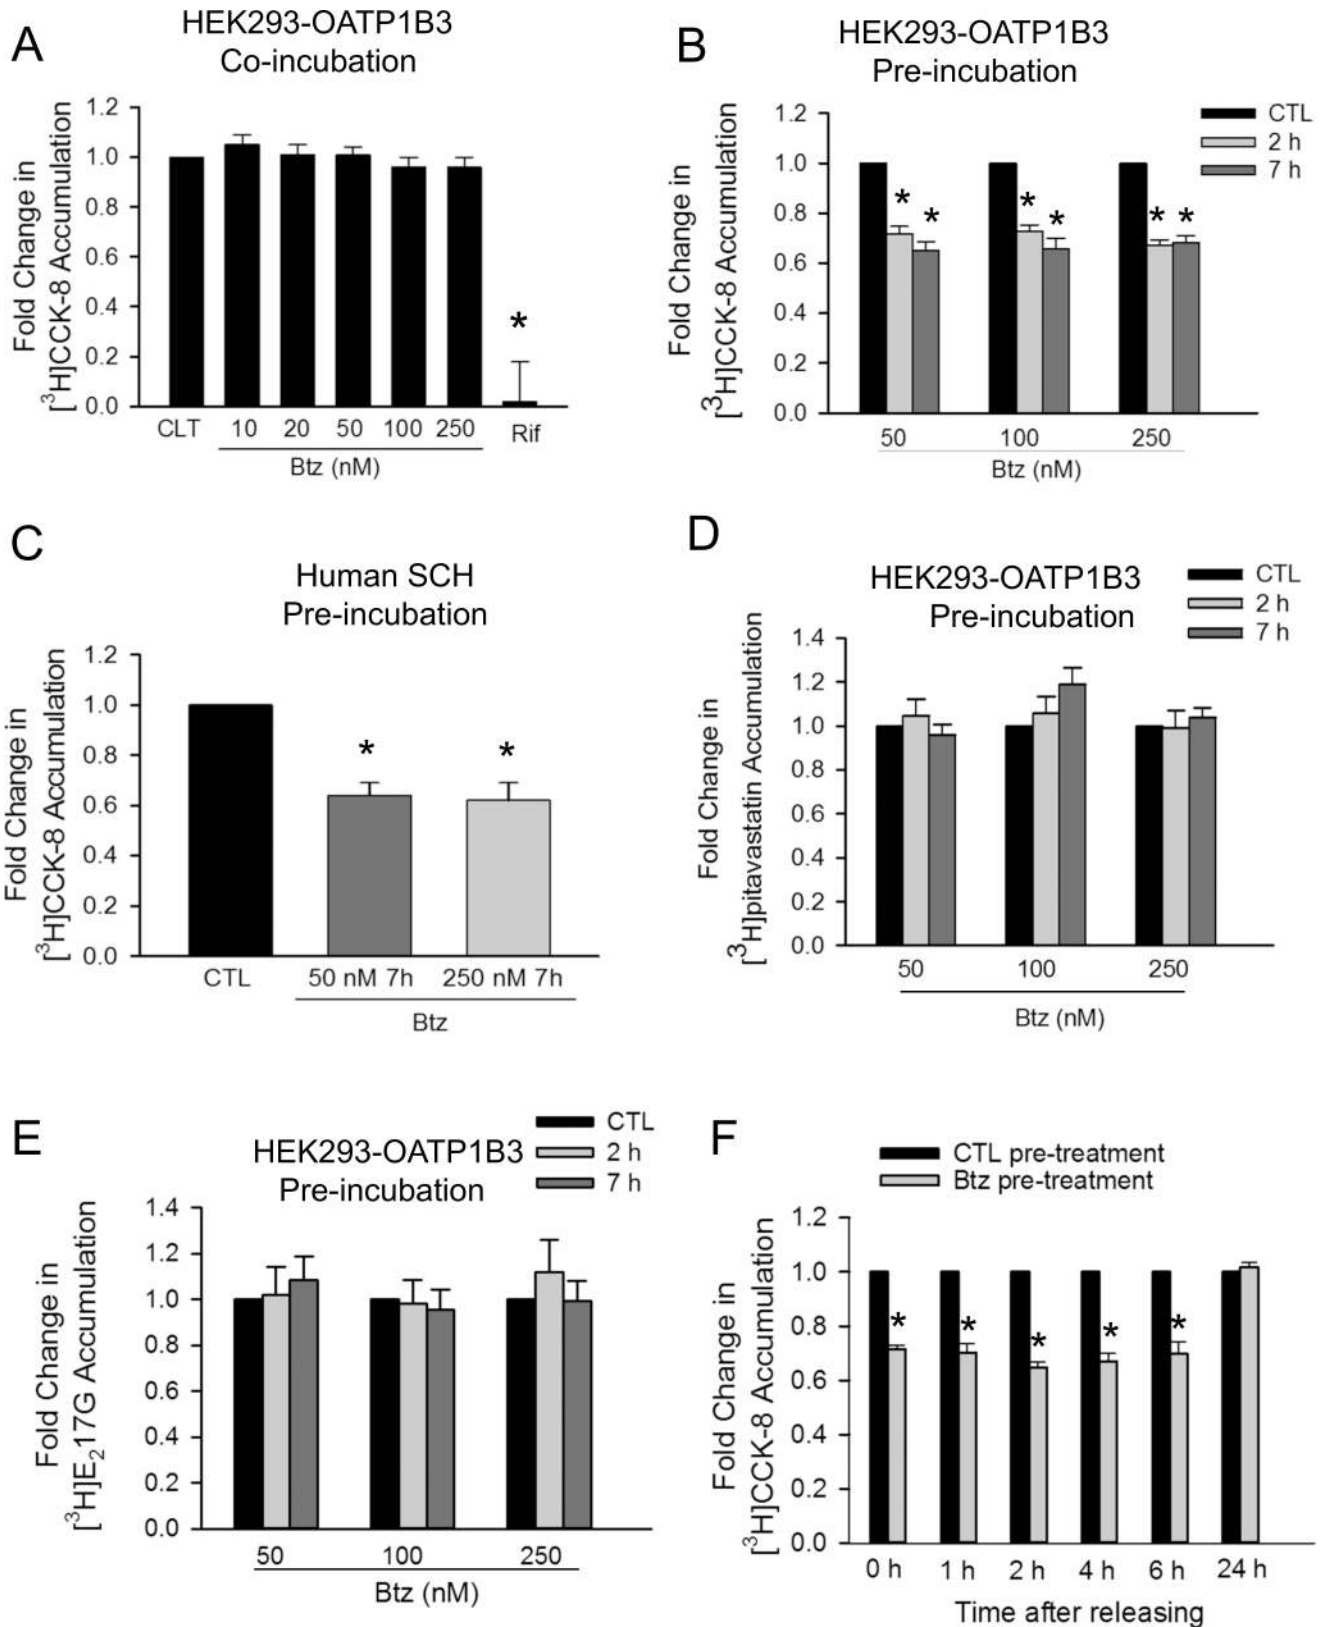 A
HEK293-OATP1B3
Co-incubation
Fold Change in
[³H]CCK-8 Accumulation
1.2
1.0
0.8
0.6
0.4
0.2
0.0
*
CLT 10 20 50 100 250 Rif
Btz (nM)
B
HEK293-OATP1B3
Pre-incubation
CTL
2 h
7 h
Fold Change in
[³H]CCK-8 Accumulation
1.2
1.0
0.8
0.6
0.4
0.2
0.0
* * * * * *
50 100 250
Btz (nM)
C
Human SCH
Pre-incubation
Fold Change in
[³H]CCK-8 Accumulation
1.2
1.0
0.8
0.6
0.4
0.2
0.0
* *
CTL 50 nM 7h 250 nM 7h
Btz
D
HEK293-OATP1B3
Pre-incubation
CTL
2 h
7 h
Fold Change in
[³H]pitavastatin Accumulation
1.4
1.2
1.0
0.8
0.6
0.4
0.2
0.0
50 100 250
Btz (nM)
E
HEK293-OATP1B3
Pre-incubation
CTL
2 h
7 h
Fold Change in
[³H]E₂17G Accumulation
1.4
1.2
1.0
0.8
0.6
0.4
0.2
0.0
50 100 250
Btz (nM)
F
CTL pre-treatment
Btz pre-treatment
Fold Change in
[³H]CCK-8 Accumulation
1.2
1.0
0.8
0.6
0.4
0.2
0.0
* * * * *
0 h 1 h 2 h 4 h 6 h 24 h
Time after releasing